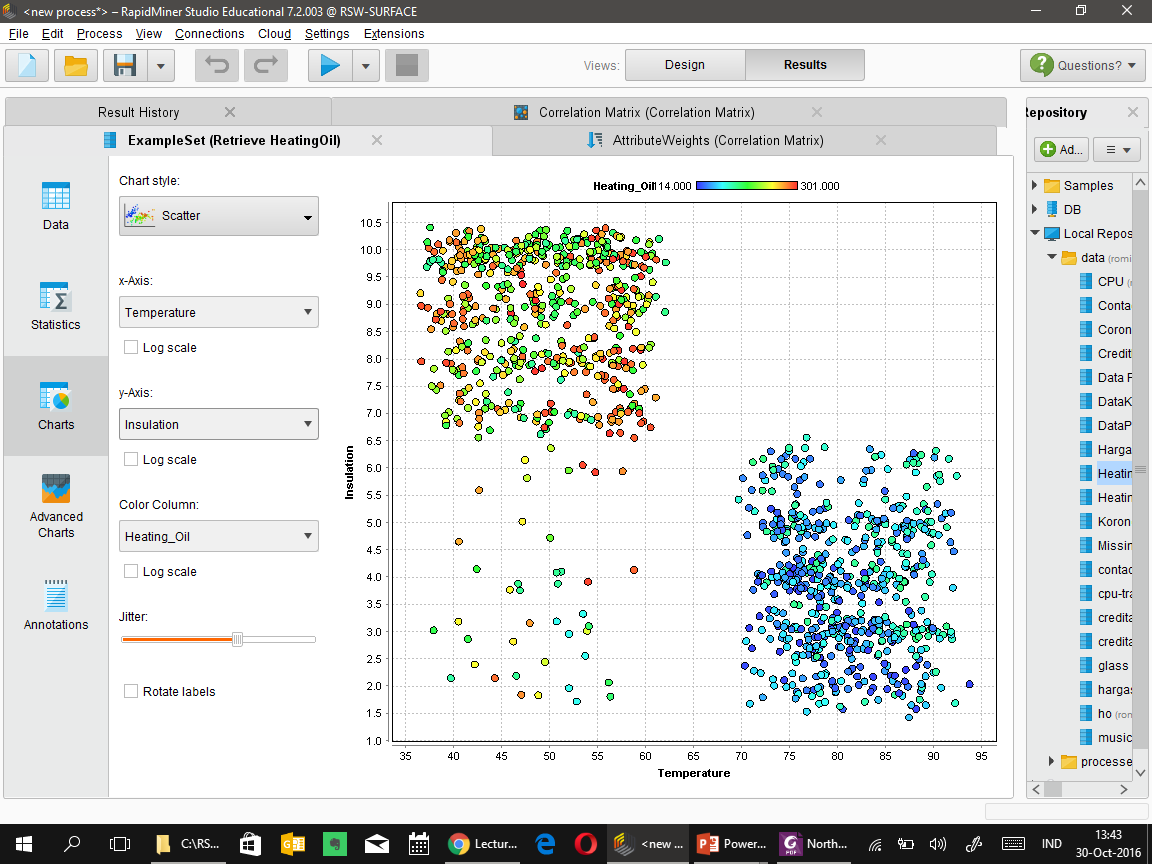 <new process*> – RapidMiner Studio Educational 7.2.003 @ RSW-SURFACE
File Edit Process View Connections Cloud Settings Extensions
Views: Design Results Questions?
Result History Correlation Matrix (Correlation Matrix)
ExampleSet (Retrieve HeatingOil) AttributeWeights (Correlation Matrix)
Data
Statistics
Charts
Advanced
Charts
Annotations
Chart style:
Scatter
x-Axis:
Temperature
Log scale
y-Axis:
Insulation
Log scale
Color Column:
Heating_Oil
Log scale
Jitter:
Rotate labels
Heating_Oil 14.000 301.000
Insulation
10.5
10.0
9.5
9.0
8.5
8.0
7.5
7.0
6.5
6.0
5.5
5.0
4.5
4.0
3.5
3.0
2.5
2.0
1.5
1.0
35 40 45 50 55 60 65 70 75 80 85 90 95
Temperature
Repository
Ad...
Samples
DB
Local Repos
data (romi
CPU
Conta
Coron
Credit
Data F
DataK
DataP
Harga
Heatin
Heatin
Koron
Missin
contac
cpu-tra
credita
credita
glass
hargas
ho (ron
music
processe
C:\RS... Lectur... <new ... Power... North... IND
13:43
30-Oct-2016